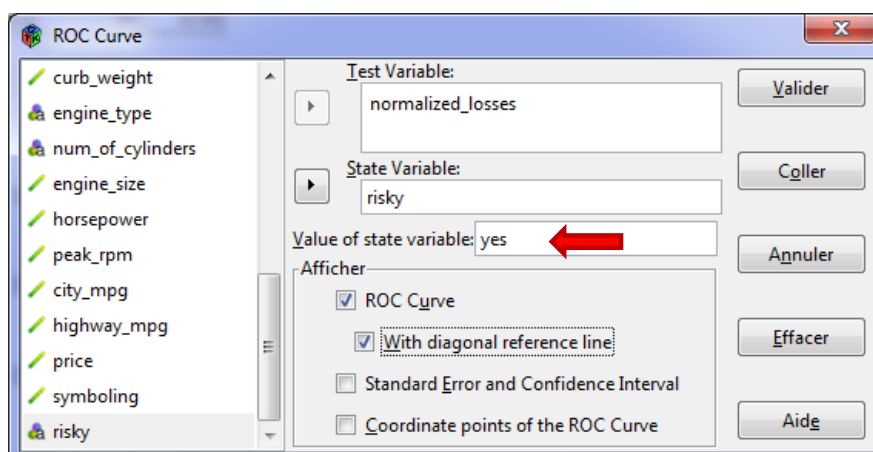 ROC Curve
curb_weight
engine_type
num_of_cylinders
engine_size
horsepower
peak_rpm
city_mpg
highway_mpg
price
symboling
risky
Test Variable:
normalized_losses
State Variable:
risky
Value of state variable: yes
Afficher
ROC Curve
With diagonal reference line
Standard Error and Confidence Interval
Coordinate points of the ROC Curve
Valider
Coller
Annuler
Effacer
Aide